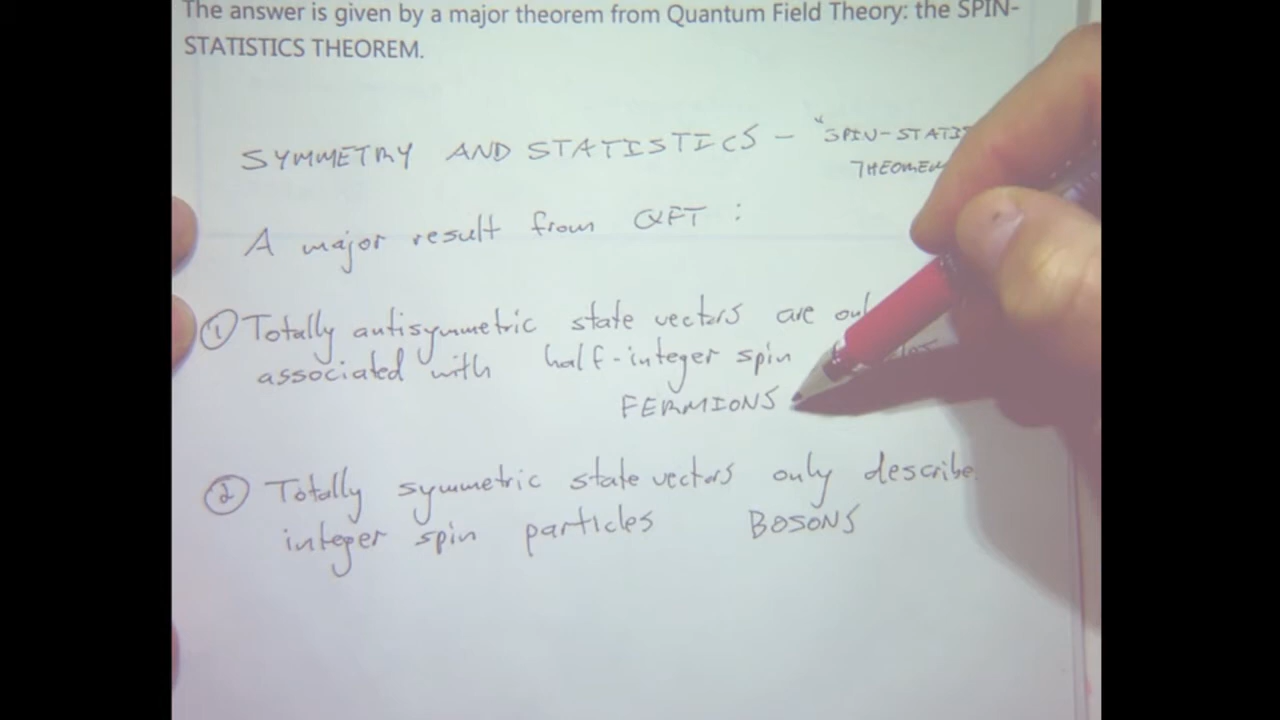 The answer is given by a major theorem from Quantum Field Theory: the SPIN-
STATISTICS THEOREM.
SYMMETRY AND STATISTICS - "SPIN-STATIS
THEOREM
A major result from QFT :
① Totally antisymmetric state vectors are
associated with half-integer spin
FERMIONS
② Totally symmetric state vectors only describe
integer spin particles BOSONS